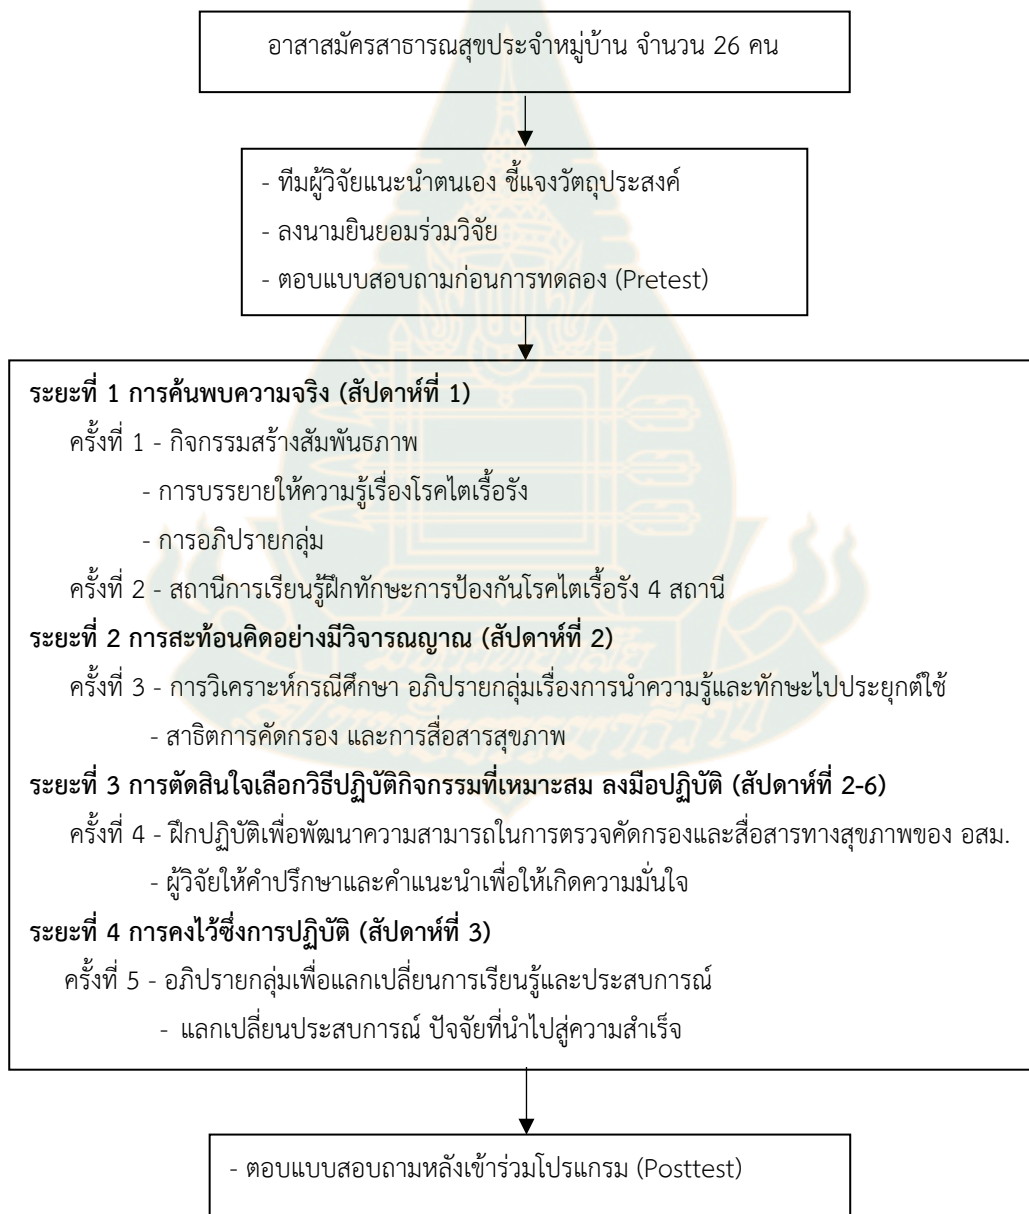 อาสาสมัครสาธารณสุขประจำหมู่บ้าน จำนวน 26 คน
- ทีมผู้วิจัยแนะนำตนเอง ชี้แจงวัตถุประสงค์
- ลงนามยินยอมร่วมวิจัย
- ตอบแบบสอบถามก่อนการทดลอง (Pretest)
ระยะที่ 1 การค้นพบความจริง (สัปดาห์ที่ 1)
ครั้งที่ 1 - กิจกรรมสร้างสัมพันธภาพ
- การบรรยายให้ความรู้เรื่องโรคไตเรื้อรัง
- การอภิปรายกลุ่ม
ครั้งที่ 2 - สถานีการเรียนรู้ฝึกทักษะการป้องกันโรคไตเรื้อรัง 4 สถานี
ระยะที่ 2 การสะท้อนคิดอย่างมีวิจารณญาณ (สัปดาห์ที่ 2)
ครั้งที่ 3 - การวิเคราะห์กรณีศึกษา อภิปรายกลุ่มเรื่องการนำความรู้และทักษะไปประยุกต์ใช้
- สาธิตการคัดกรอง และการสื่อสารสุขภาพ
ระยะที่ 3 การตัดสินใจเลือกวิธีปฏิบัติกิจกรรมที่เหมาะสม ลงมือปฏิบัติ (สัปดาห์ที่ 2-6)
ครั้งที่ 4 - ฝึกปฏิบัติเพื่อพัฒนาความสามารถในการตรวจคัดกรองและสื่อสารทางสุขภาพของ อสม.
- ผู้วิจัยให้คำปรึกษาและคำแนะนำเพื่อให้เกิดความมั่นใจ
ระยะที่ 4 การคงไว้ซึ่งการปฏิบัติ (สัปดาห์ที่ 3)
ครั้งที่ 5 - อภิปรายกลุ่มเพื่อแลกเปลี่ยนการเรียนรู้และประสบการณ์
- แลกเปลี่ยนประสบการณ์ ปัจจัยที่นำไปสู่ความสำเร็จ
- ตอบแบบสอบถามหลังเข้าร่วมโปรแกรม (Posttest)